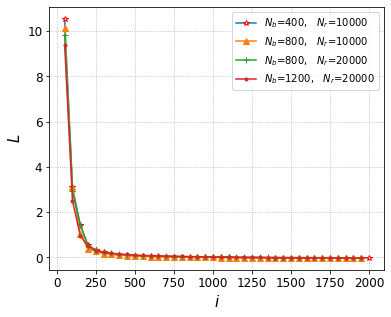 N_b=400, N_r=10000
N_b=800, N_r=10000
N_b=800, N_r=20000
N_b=1200, N_r=20000
10
8
6
4
2
0
L
0 250 500 750 1000 1250 1500 1750 2000
i